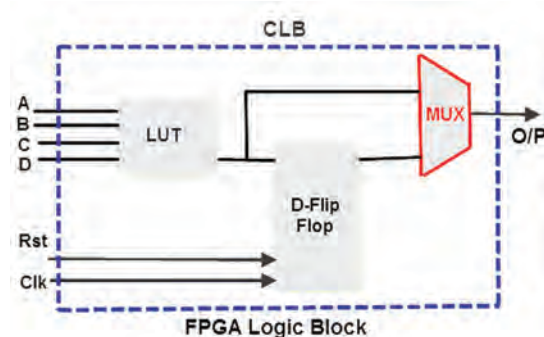 CLB
A
B
C
D
LUT
MUX
O/P
D-Flip
Flop
Rst
Clk
FPGA Logic Block